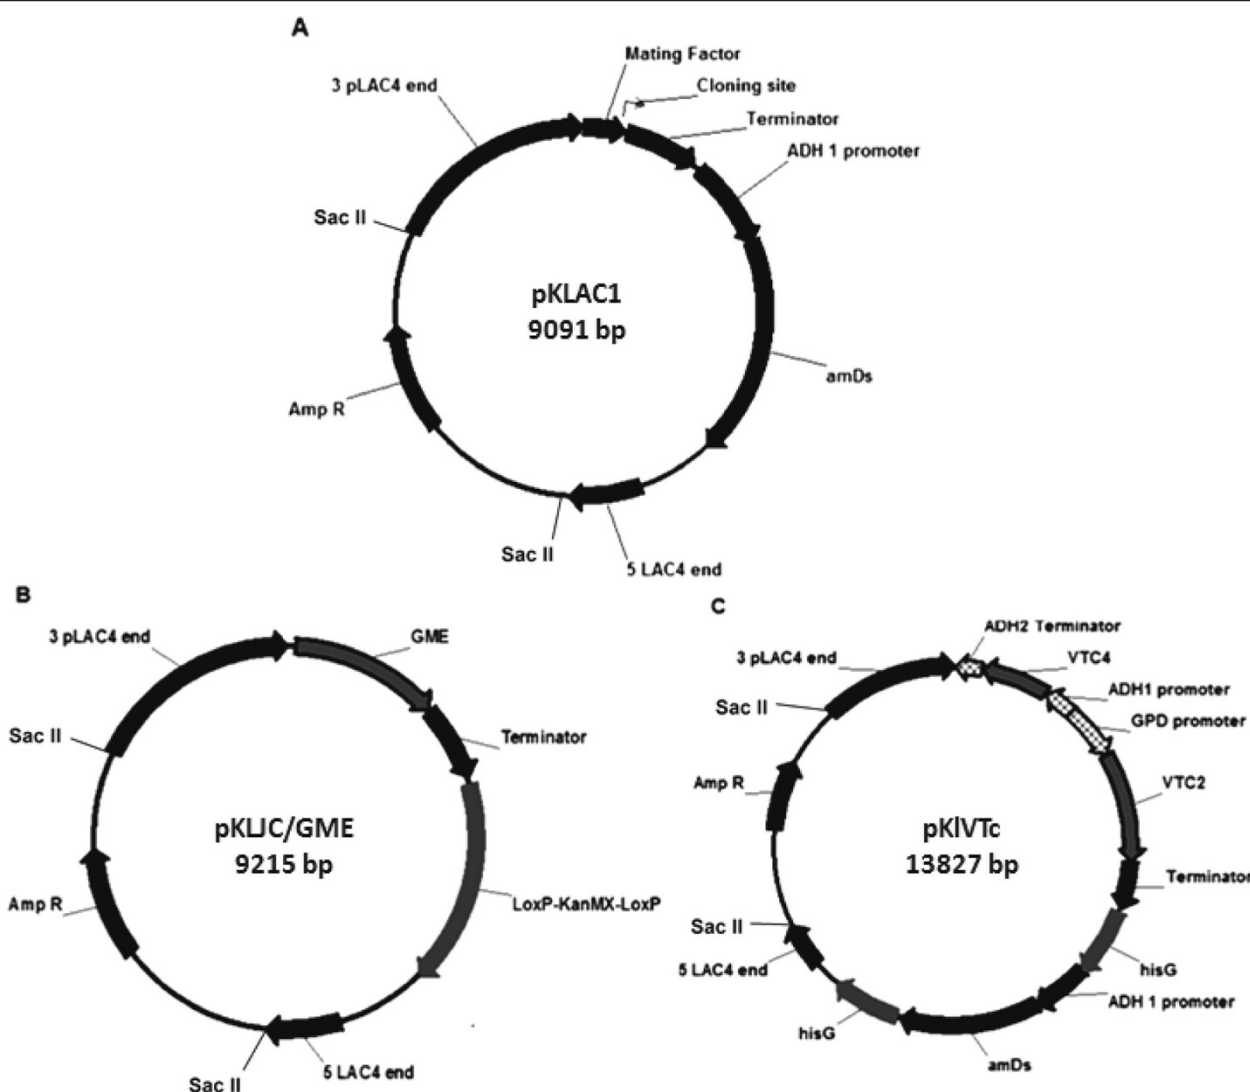 A
Mating Factor
3 pLAC4 end
Cloning site
Terminator
ADH 1 promoter
Sac II
pKLAC1
9091 bp
amDs
Amp R
Sac II
5 LAC4 end
B
3 pLAC4 end
GME
Sac II
Terminator
pKLJC/GME
9215 bp
Amp R
LoxP-KanMX-LoxP
5 LAC4 end
Sac II
C
ADH2 Terminator
3 pLAC4 end
VTC4
ADH1 promoter
Sac II
GPD promoter
Amp R
VTC2
pKlVTc
13827 bp
Terminator
Sac II
5 LAC4 end
hisG
ADH 1 promoter
hisG
amDs